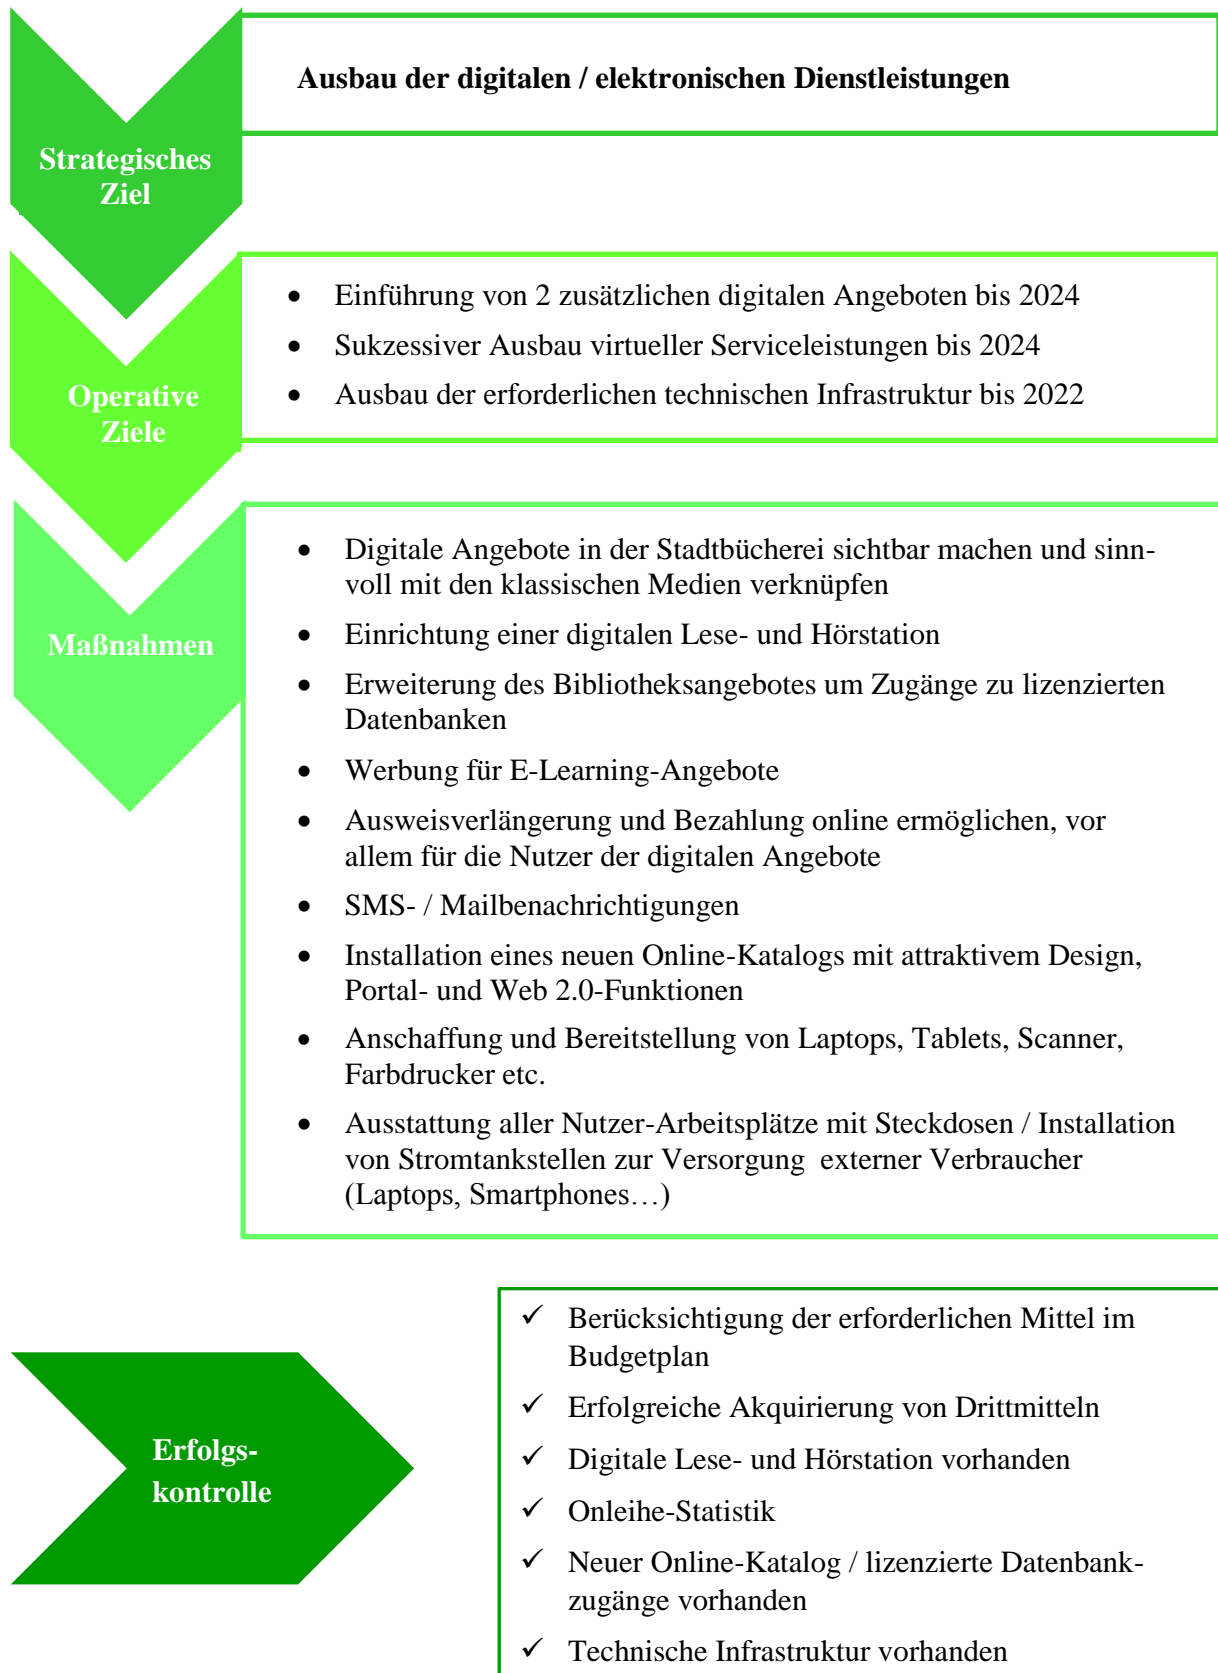 Ausbau der digitalen / elektronischen Dienstleistungen
Strategisches
Ziel
• Einführung von 2 zusätzlichen digitalen Angeboten bis 2024
• Sukzessiver Ausbau virtueller Serviceleistungen bis 2024
• Ausbau der erforderlichen technischen Infrastruktur bis 2022
Operative
Ziele
• Digitale Angebote in der Stadtbücherei sichtbar machen und sinn-
voll mit den klassischen Medien verknüpfen
• Einrichtung einer digitalen Lese- und Hörstation
Maßnahmen
• Erweiterung des Bibliotheksangebotes um Zugänge zu lizenzierten
Datenbanken
• Werbung für E-Learning-Angebote
• Ausweisverlängerung und Bezahlung online ermöglichen, vor
allem für die Nutzer der digitalen Angebote
• SMS- / Mailbenachrichtigungen
• Installation eines neuen Online-Katalogs mit attraktivem Design,
Portal- und Web 2.0-Funktionen
• Anschaffung und Bereitstellung von Laptops, Tablets, Scanner,
Farbdrucker etc.
• Ausstattung aller Nutzer-Arbeitsplätze mit Steckdosen / Installation
von Stromtankstellen zur Versorgung  externer Verbraucher
(Laptops, Smartphones…)
Erfolgs-
kontrolle
✓ Berücksichtigung der erforderlichen Mittel im
Budgetplan
✓ Erfolgreiche Akquirierung von Drittmitteln
✓ Digitale Lese- und Hörstation vorhanden
✓ Onleihe-Statistik
✓ Neuer Online-Katalog / lizenzierte Datenbank-
zugänge vorhanden
✓ Technische Infrastruktur vorhanden